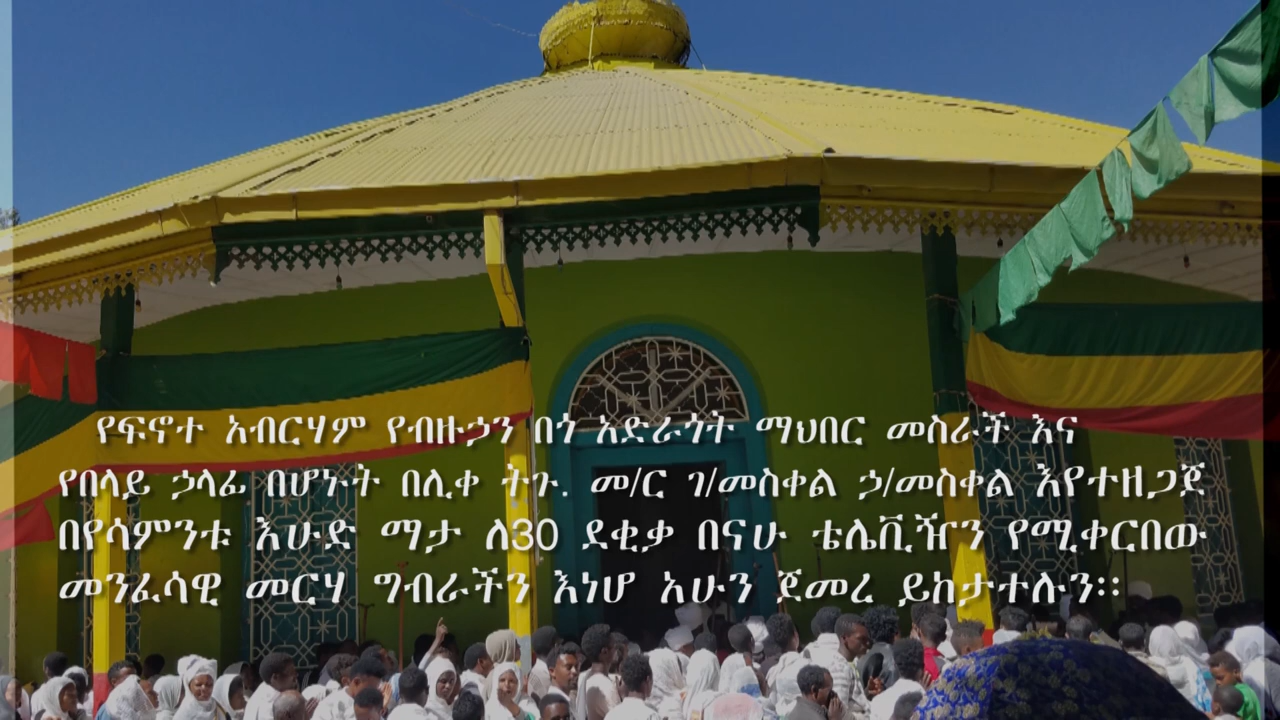 የፍኖተ አብርሃም የብዙኃን በጎ አድራጎት ማህበር መስራች እና
የበላይ ኃላፊ በሆኑት በሊቀ ትጉ. መ/ር ገ/መስቀል ኃ/መስቀል እየተዘጋጀ
በየሳምንቱ እሁድ ማታ ለ30 ደቂቃ በናሁ ቴሌቪዥን የሚቀርበው
መንፈሳዊ መርሃ ግብራችን እነሆ አሁን ጀመረ ይከታተሉን።